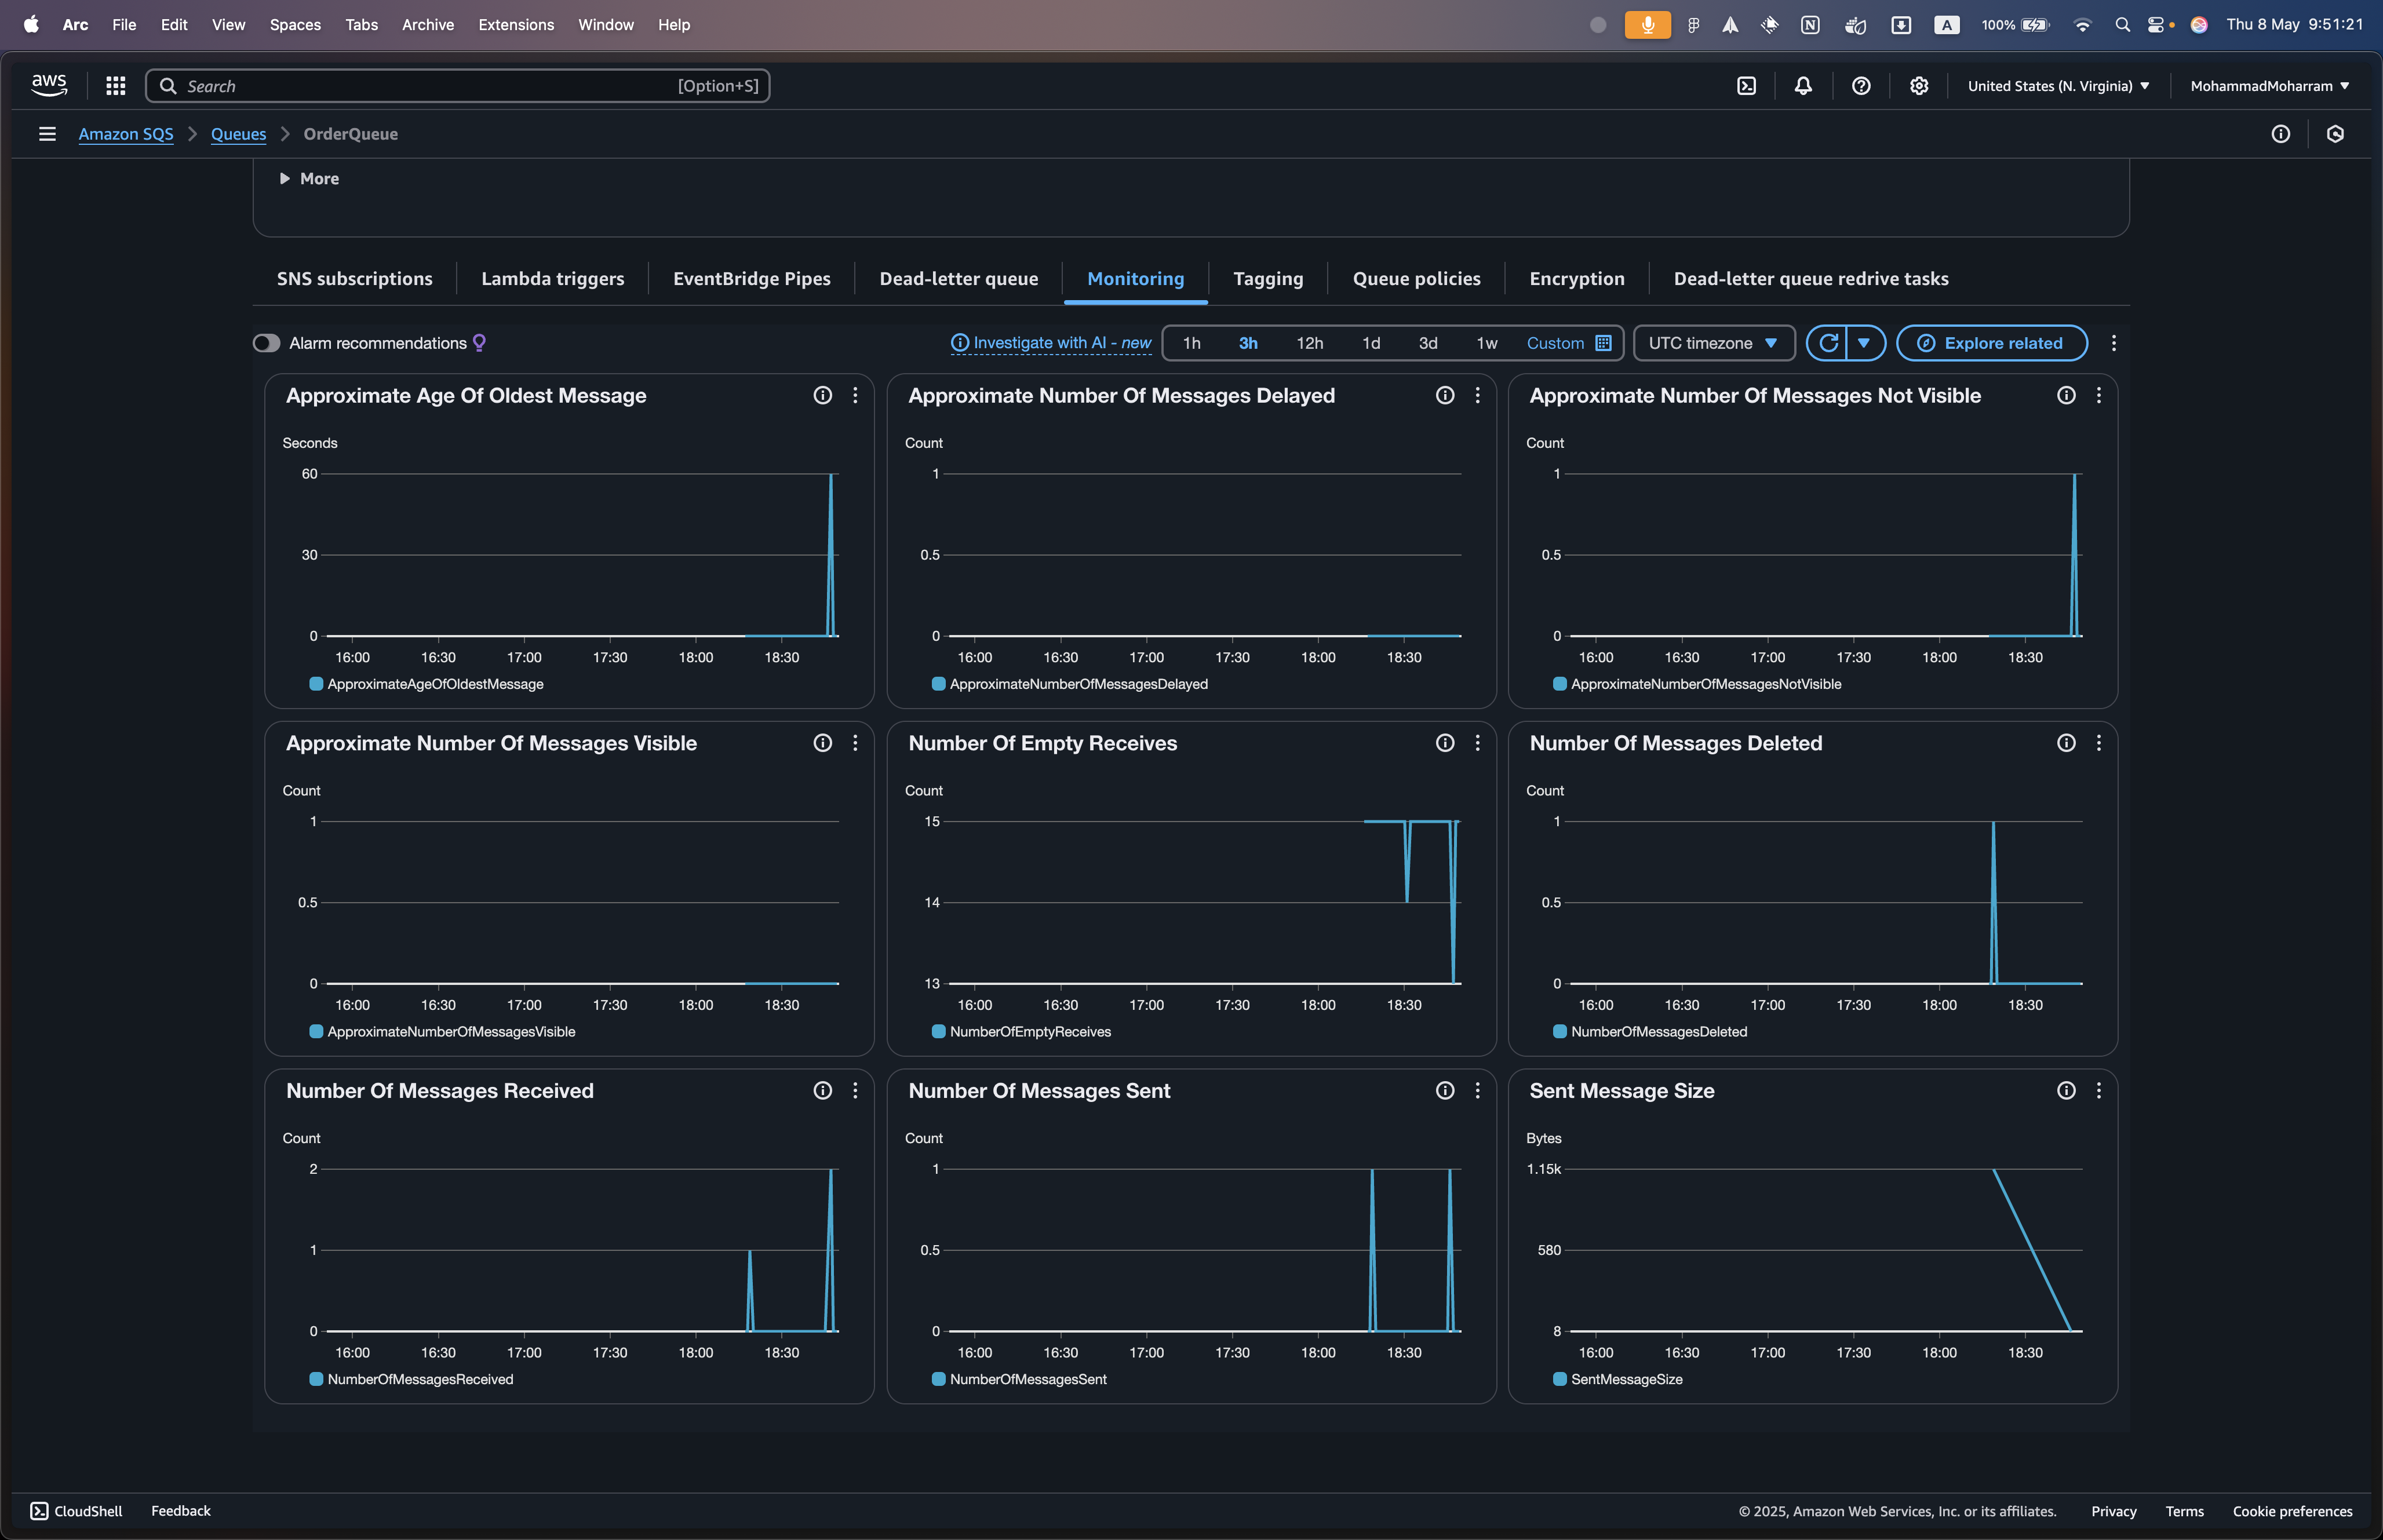 Arc File Edit View Spaces Tabs Archive Extensions Window Help A 100% Thu 8 May 9:51:21
aws Search [Option+S] United States (N. Virginia) MohammadMoharram
Amazon SQS Queues OrderQueue
More
SNS subscriptions Lambda triggers EventBridge Pipes Dead-letter queue Monitoring Tagging Queue policies Encryption Dead-letter queue redrive tasks
Alarm recommendations Investigate with AI - new 1h 3h 12h 1d 3d 1w Custom UTC timezone Explore related
Approximate Age Of Oldest Message
Seconds
60
30
0
16:00 16:30 17:00 17:30 18:00 18:30
ApproximateAgeOfOldestMessage
Approximate Number Of Messages Delayed
Count
1
0.5
0
16:00 16:30 17:00 17:30 18:00 18:30
ApproximateNumberOfMessagesDelayed
Approximate Number Of Messages Not Visible
Count
1
0.5
0
16:00 16:30 17:00 17:30 18:00 18:30
ApproximateNumberOfMessagesNotVisible
Approximate Number Of Messages Visible
Count
1
0.5
0
16:00 16:30 17:00 17:30 18:00 18:30
ApproximateNumberOfMessagesVisible
Number Of Empty Receives
Count
15
14
13
16:00 16:30 17:00 17:30 18:00 18:30
NumberOfEmptyReceives
Number Of Messages Deleted
Count
1
0.5
0
16:00 16:30 17:00 17:30 18:00 18:30
NumberOfMessagesDeleted
Number Of Messages Received
Count
2
1
0
16:00 16:30 17:00 17:30 18:00 18:30
NumberOfMessagesReceived
Number Of Messages Sent
Count
1
0.5
0
16:00 16:30 17:00 17:30 18:00 18:30
NumberOfMessagesSent
Sent Message Size
Bytes
1.15k
580
8
16:00 16:30 17:00 17:30 18:00 18:30
SentMessageSize
CloudShell Feedback © 2025, Amazon Web Services, Inc. or its affiliates. Privacy Terms Cookie preferences